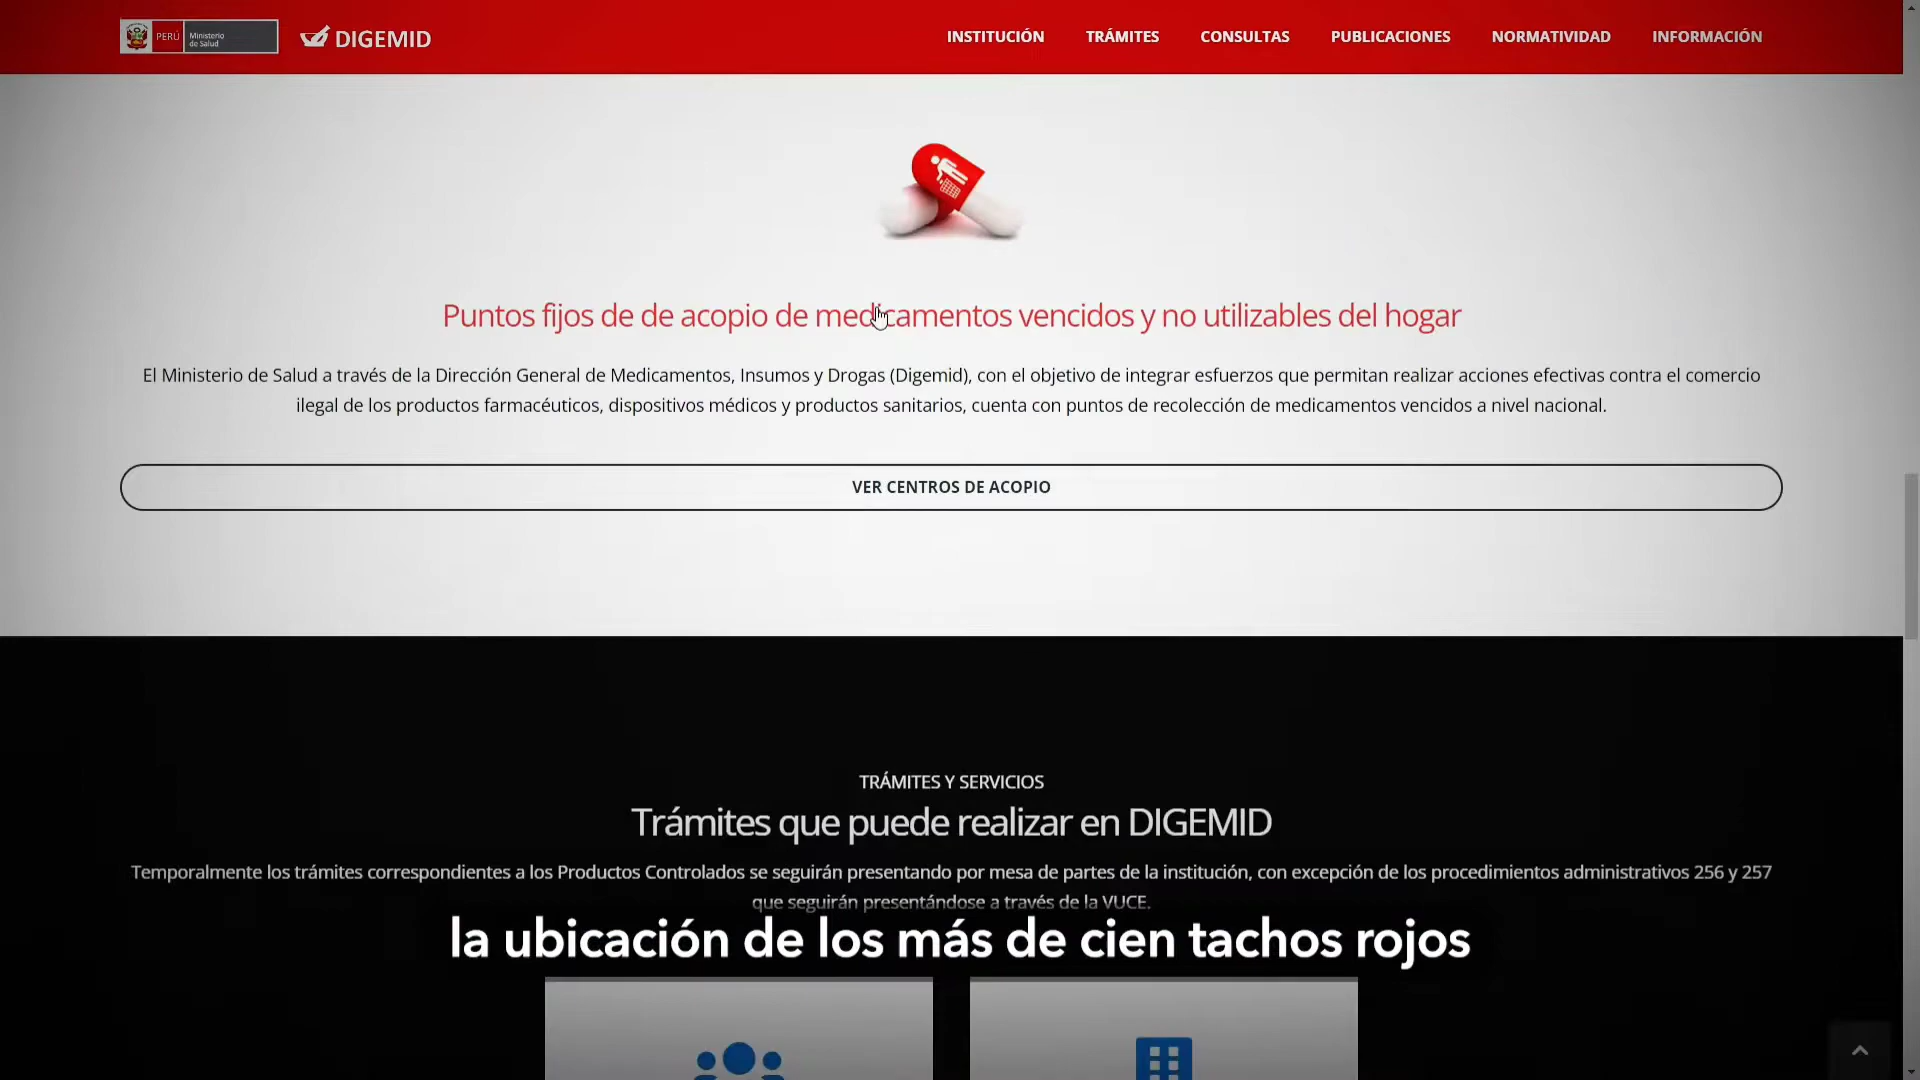 PERÚ
Ministerio
de Salud
DIGEMID
INSTITUCIÓN
TRÁMITES
CONSULTAS
PUBLICACIONES
NORMATIVIDAD
INFORMACIÓN
Puntos fijos de de acopio de medicamentos vencidos y no utilizables del hogar
El Ministerio de Salud a través de la Dirección General de Medicamentos, Insumos y Drogas (Digemid), con el objetivo de integrar esfuerzos que permitan realizar acciones efectivas contra el comercio
ilegal de los productos farmacéuticos, dispositivos médicos y productos sanitarios, cuenta con puntos de recolección de medicamentos vencidos a nivel nacional.
VER CENTROS DE ACOPIO
TRÁMITES Y SERVICIOS
Trámites que puede realizar en DIGEMID
Temporalmente los trámites correspondientes a los Productos Controlados se seguirán presentando por mesa de partes de la institución, con excepción de los procedimientos administrativos 256 y 257
que seguirán presentándose a través de la VUCE.
la ubicación de los más de cien tachos rojos